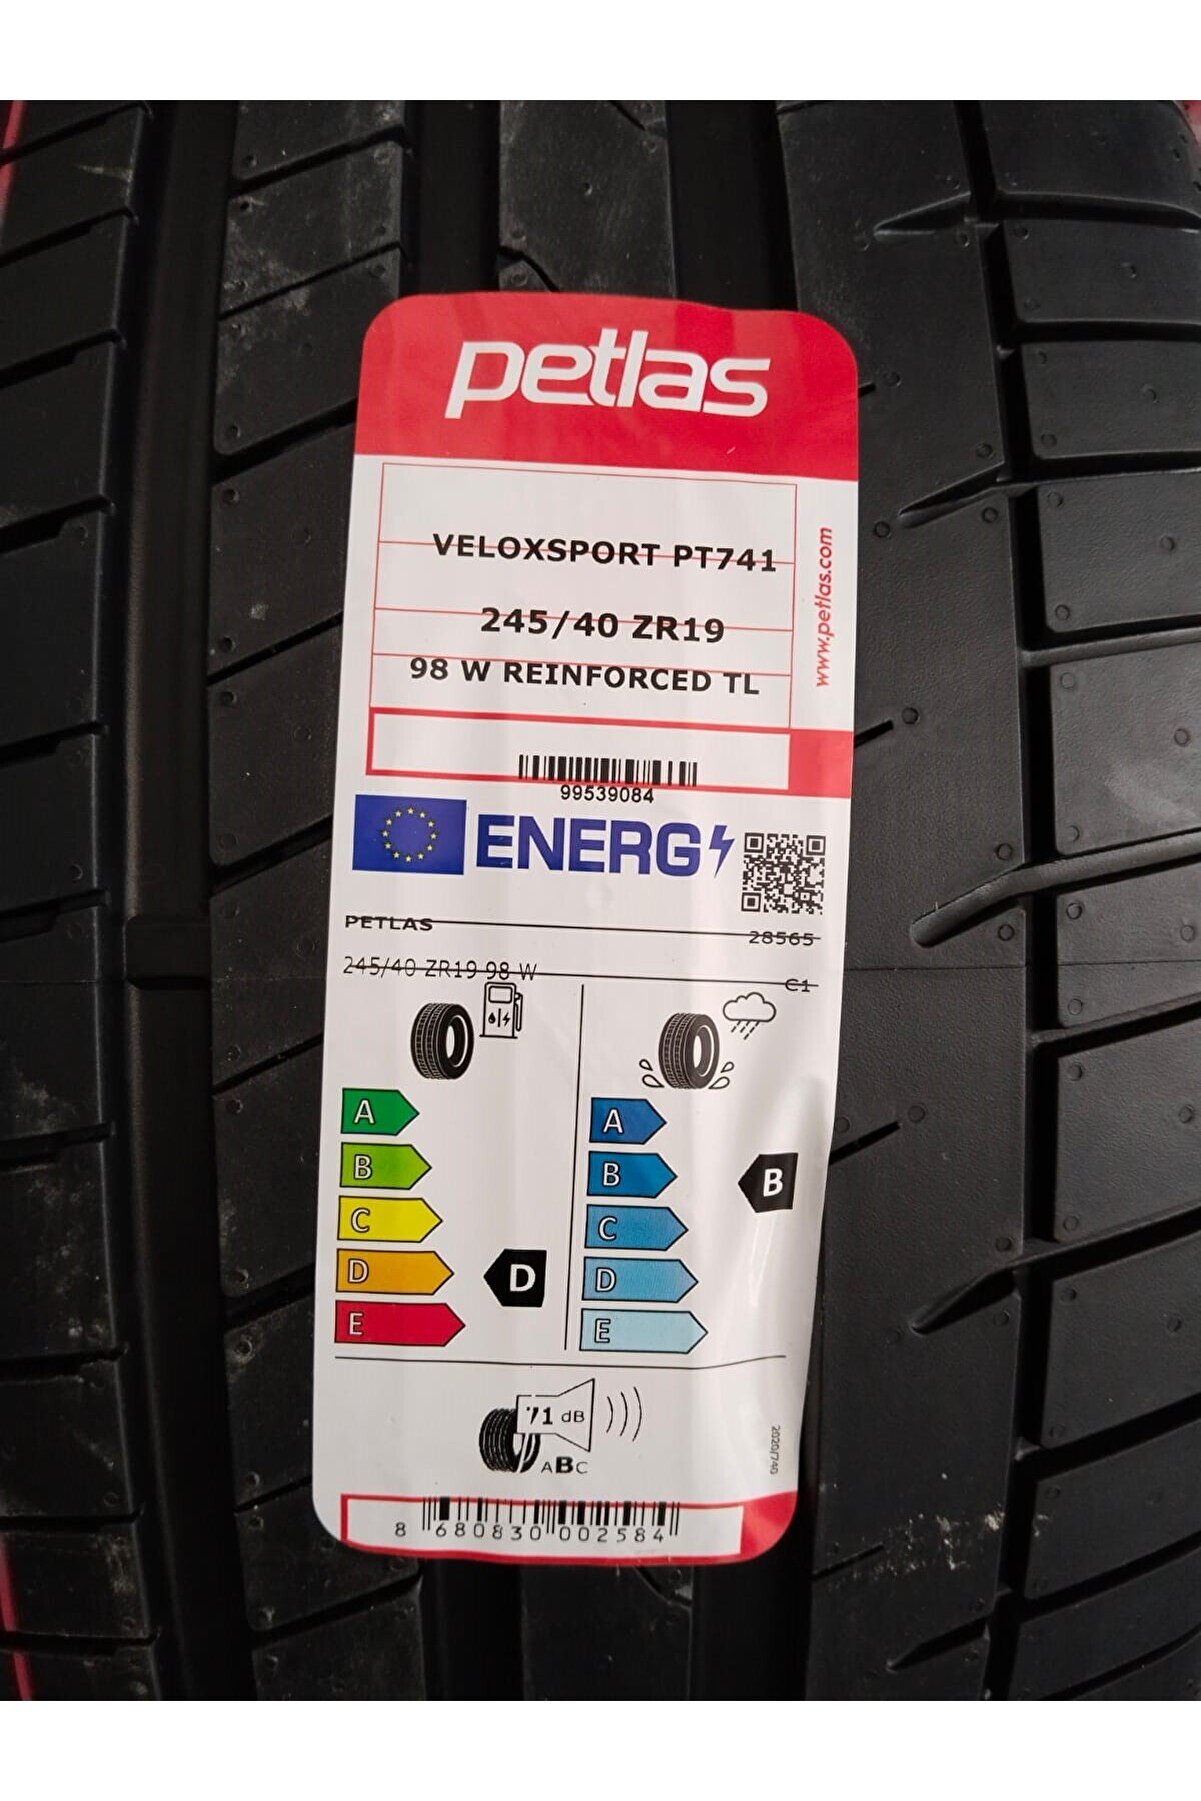 petlas
VELOXSPORT PT741
245/40 ZR19
98 W REINFORCED TL
www.petlas.com
99539084
ENERG
PETLAS 28565
245/40 ZR19 98 W C1
A
B
C
D
E
D
A
B
C
D
E
B
71 dB
ABC
2020/740
8 680830 002584